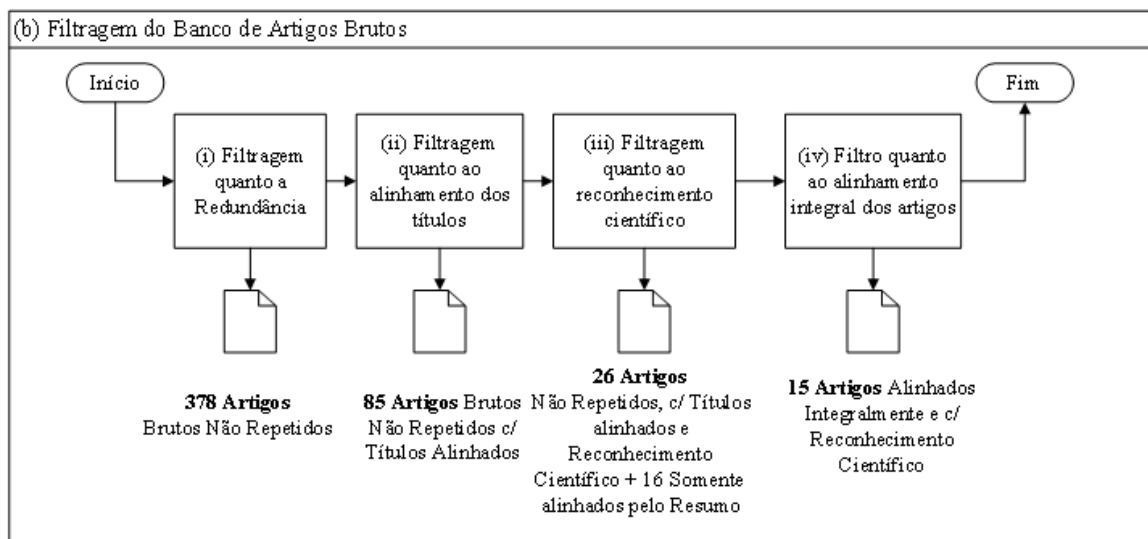 (b) Filtragem do Banco de Artigos Brutos
Início
Fim
(i) Filtragem
quanto a
Redundância
(ii) Filtragem
quanto ao
alinhamento dos
títulos
(iii) Filtragem
quanto ao
reconhecimento
científico
(iv) Filtro quanto
ao alinhamento
integral dos artigos
378 Artigos
Brutos Não Repetidos
85 Artigos Brutos
Não Repetidos c/
Títulos Alinhados
26 Artigos
Não Repetidos, c/ Títulos
alinhados e
Reconhecimento
Científico + 16 Somente
alinhados pelo Resumo
15 Artigos Alinhados
Integralmente e c/
Reconhecimento
Científico